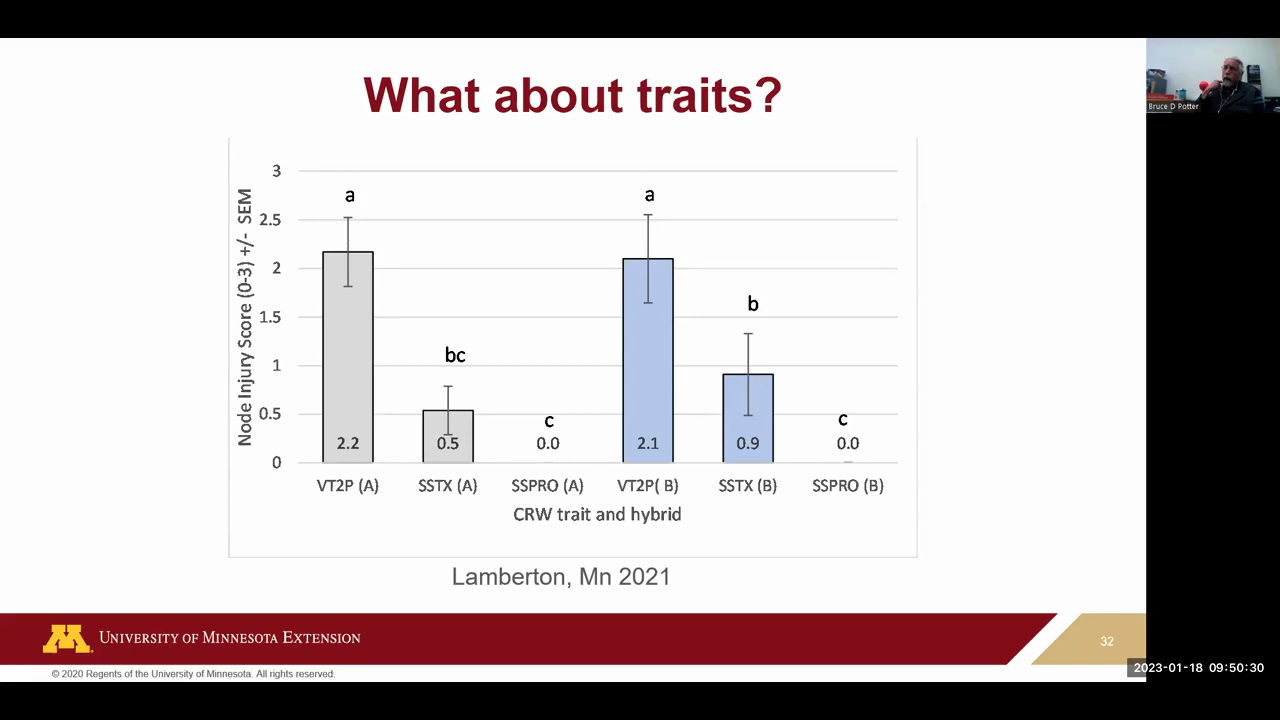 What about traits?
Node Injury Score (0-3) +/- SEM
3
2.5
2
1.5
1
0.5
0
a
bc
c
a
b
c
2.2
0.5
0.0
2.1
0.9
0.0
VT2P (A)
SSTX (A)
SSPRO (A)
VT2P( B)
SSTX (B)
SSPRO (B)
CRW trait and hybrid
Lamberton, Mn 2021
M
UNIVERSITY OF MINNESOTA EXTENSION
32
© 2020 Regents of the University of Minnesota. All rights reserved.
Bruce D Potter
2023-01-18 09:50:30